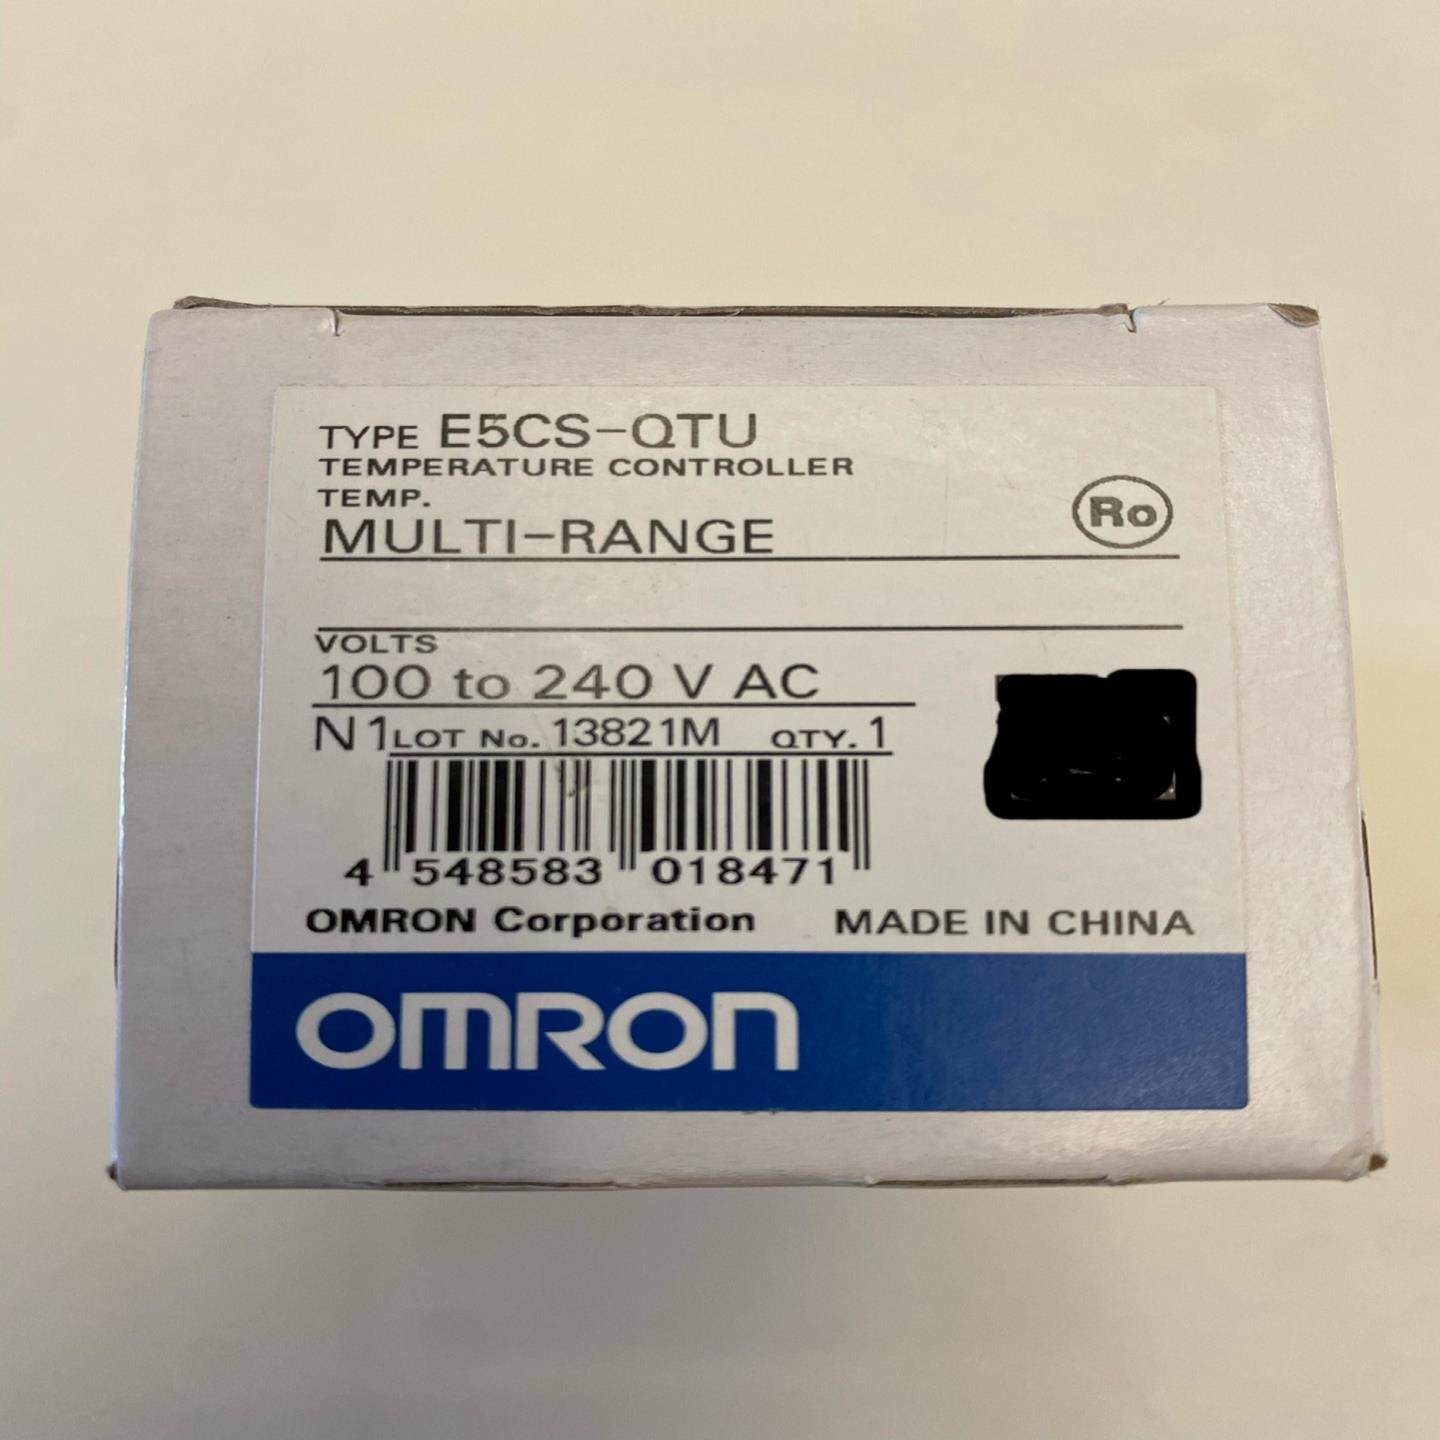 TYPE E5CS-QTU
TEMPERATURE CONTROLLER
TEMP.
MULTI-RANGE
Ro
VOLTS
100 to 240 V AC
N1 LOT No. 13821M QTY. 1
4 548583 018471
OMRON Corporation MADE IN CHINA
OMRON